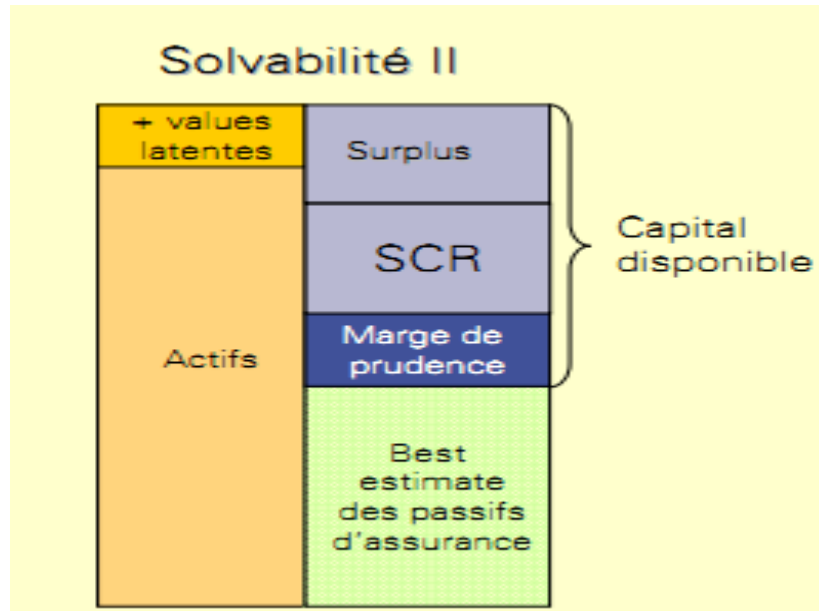 Solvabilité II
+ values
latentes
Surplus
SCR
Capital
disponible
Actifs
Marge de
prudence
Best
estimate
des passifs
d'assurance